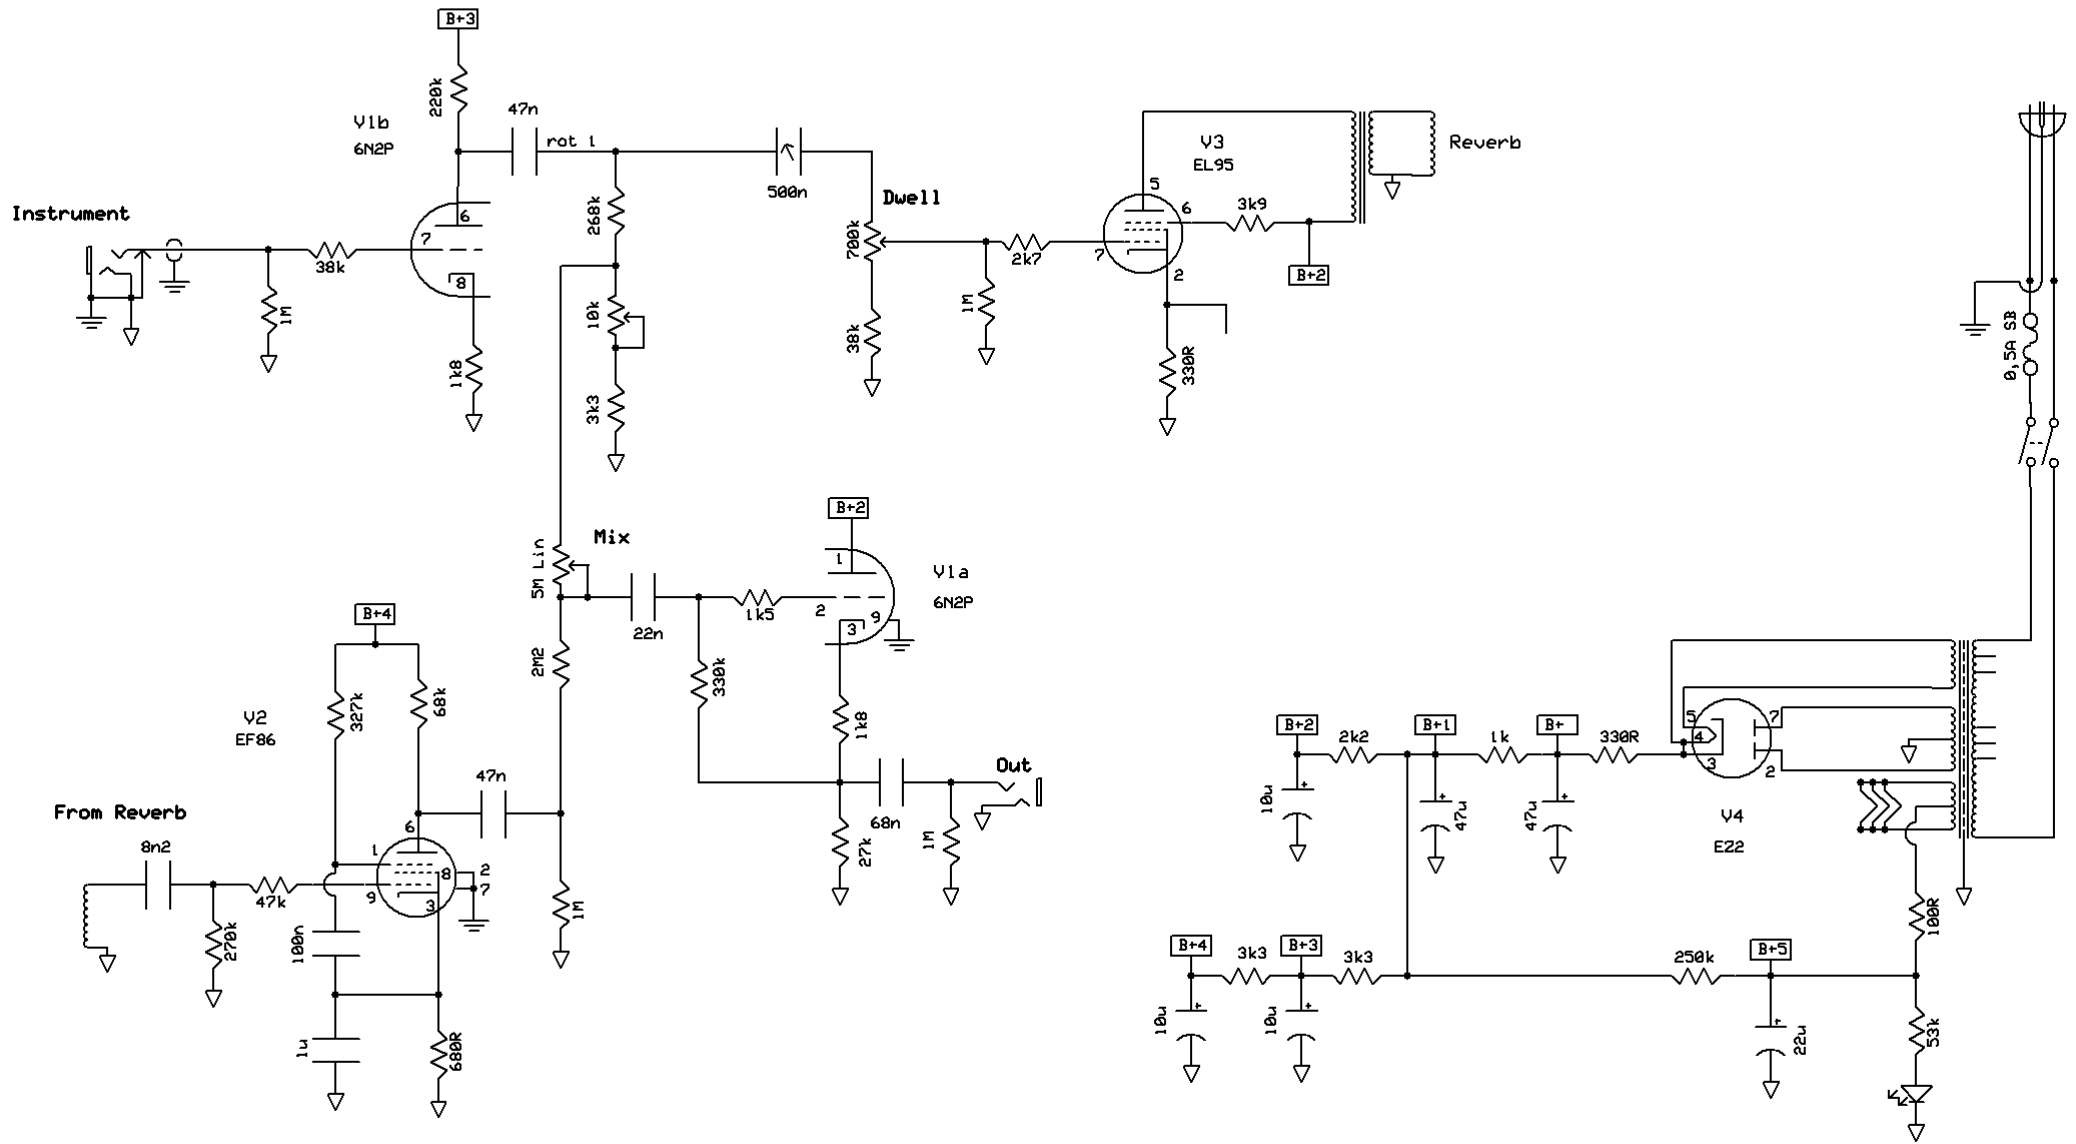 B+3
220k
47n
V1b
6N2P
rot 1
Instrument
6
7
8
38k
1M
1k8
268k
10k
3k3
500n
Dwell
700k
38k
2k7
1M
V3
EL95
5
6
7
2
3k9
B+2
330R
Reverb
0,5A SB
B+2
Mix
5M Lin
1
2
3
9
V1a
6N2P
22n
1k5
330k
2M2
1k8
B+4
327k
68k
V2
EF86
47n
Out
68n
27k
1M
From Reverb
8n2
6
1
9
8
2
7
3
47k
270k
100n
1M
1u
680R
B+2
2k2
B+1
1k
B+
330R
5
4
3
7
2
10u
47u
47u
V4
EZ2
100R
B+4
3k3
B+3
3k3
250k
B+5
10u
10u
22u
53k